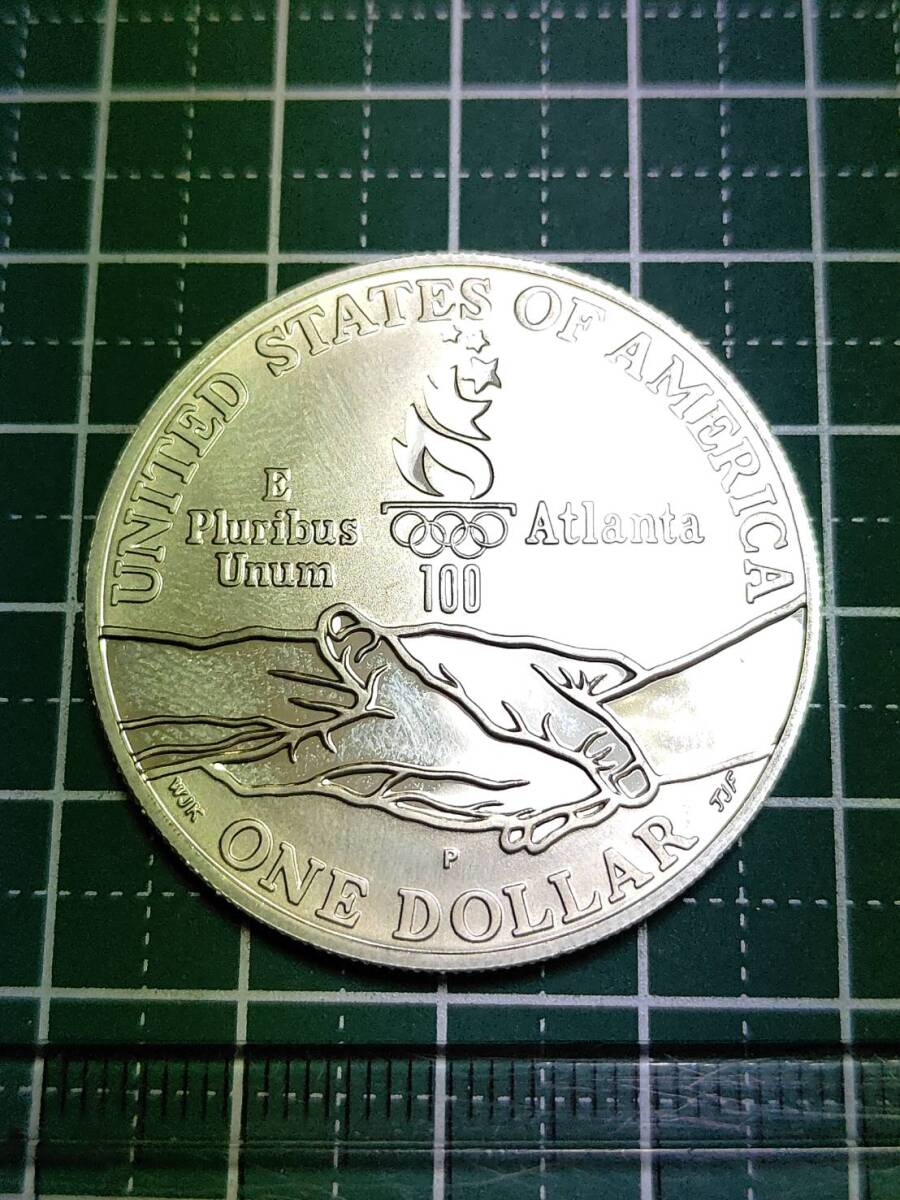 UNITED STATES OF AMERICA
E
Pluribus
Unum
Atlanta
100
WJK
JJF
P
ONE DOLLAR